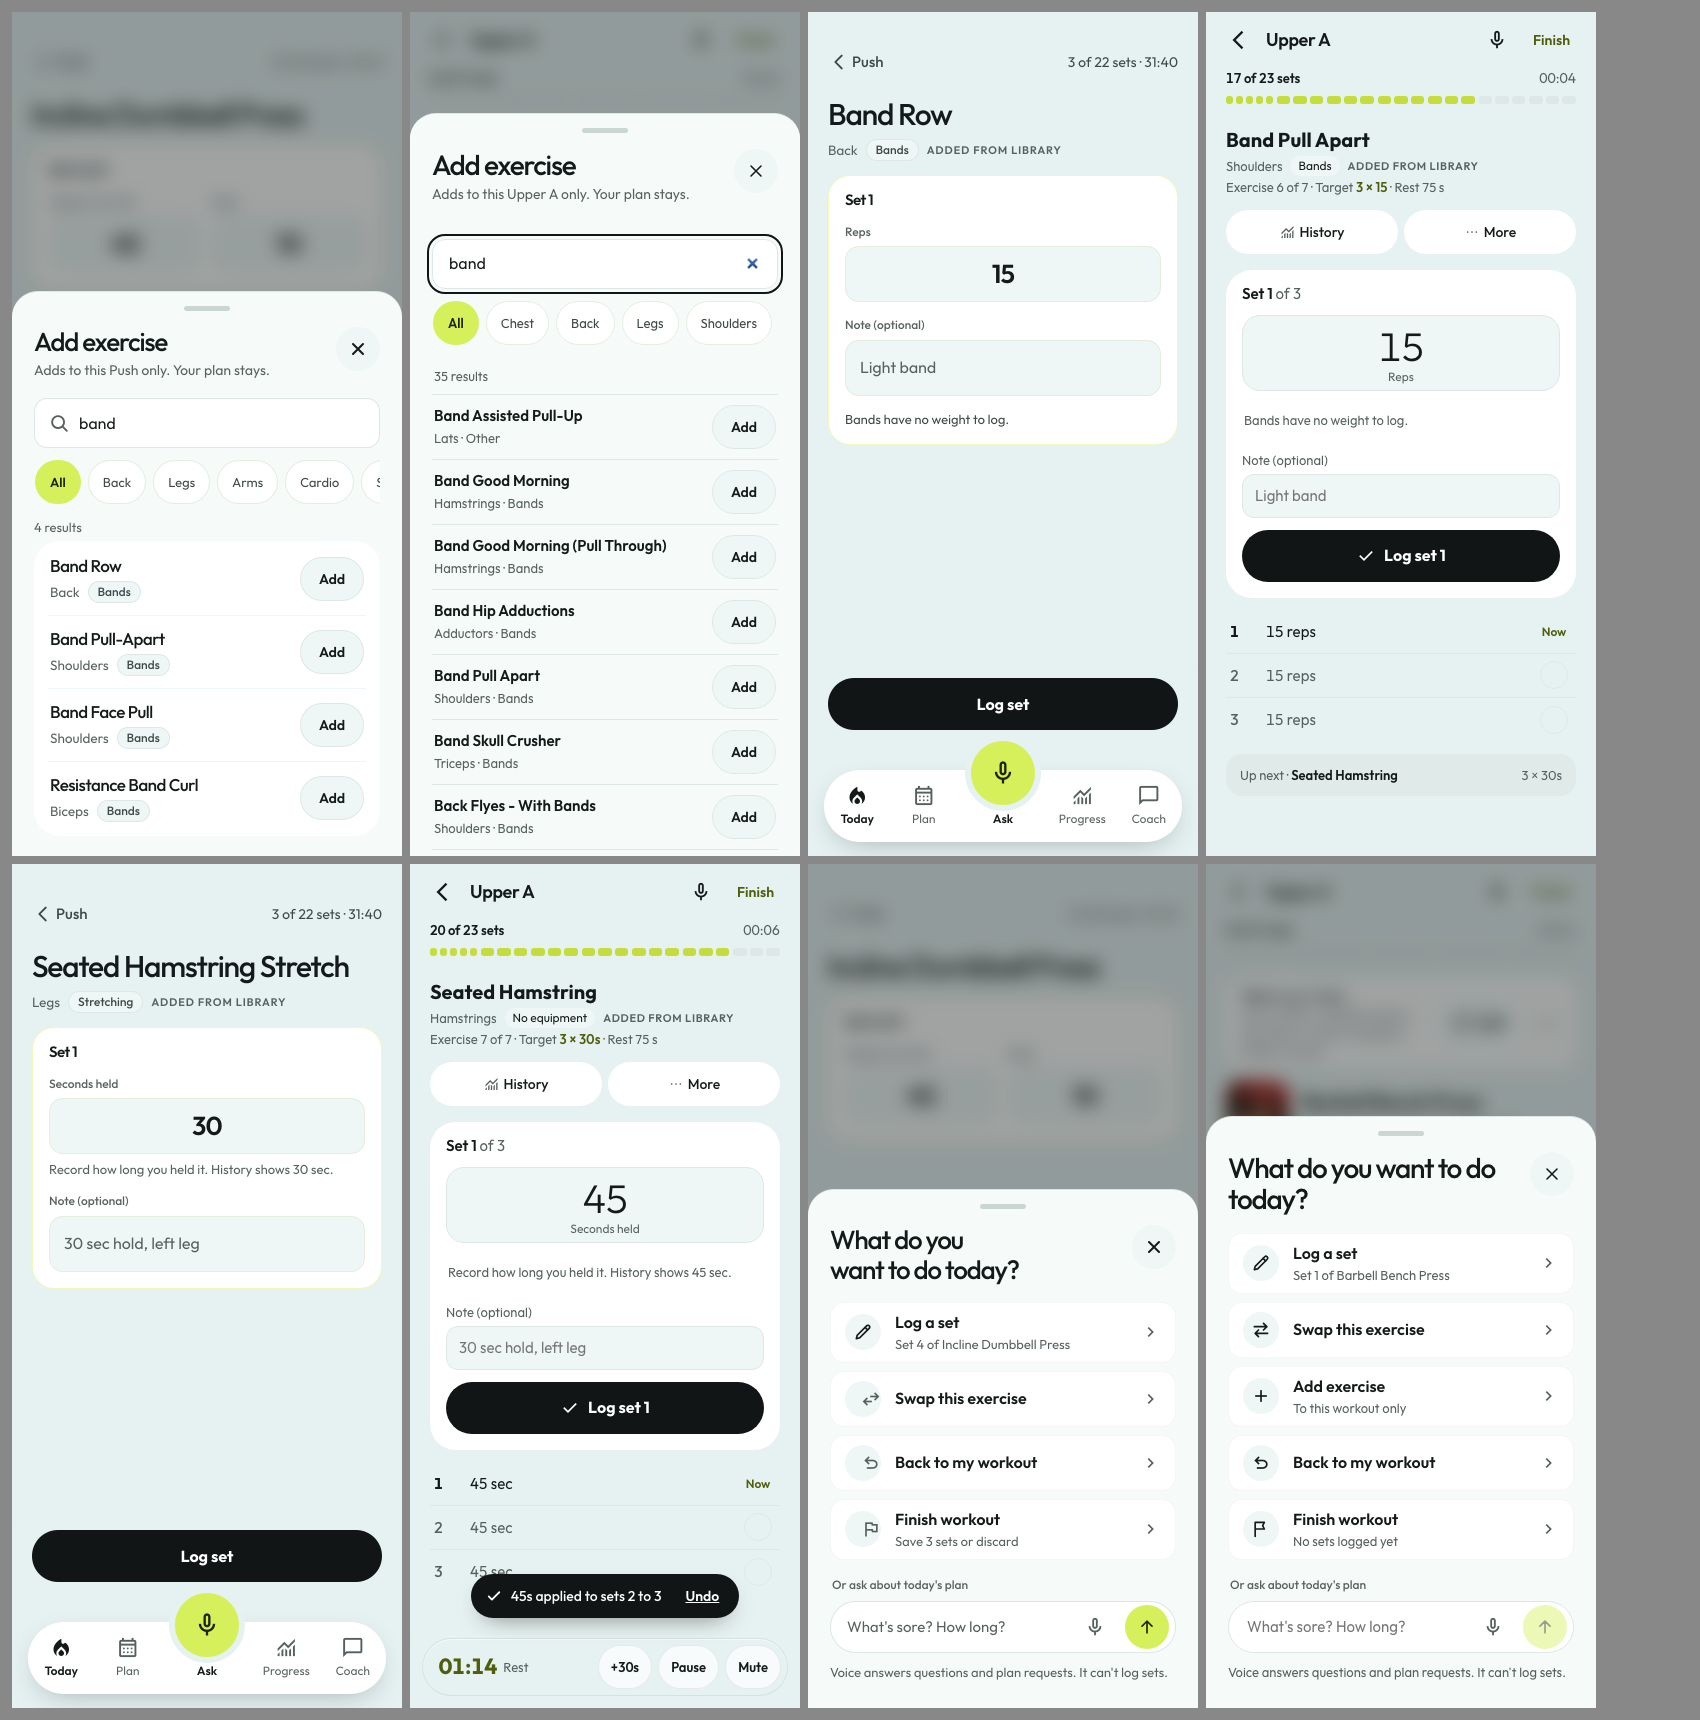 Add exercise
Adds to this Push only. Your plan stays.
band
All
Back
Legs
Arms
Cardio
4 results
Band Row
Back
Bands
Add
Band Pull-Apart
Shoulders
Bands
Add
Band Face Pull
Shoulders
Bands
Add
Resistance Band Curl
Biceps
Bands
Add
Add exercise
Adds to this Upper A only. Your plan stays.
band
All
Chest
Back
Legs
Shoulders
35 results
Band Assisted Pull-Up
Lats · Other
Add
Band Good Morning
Hamstrings · Bands
Add
Band Good Morning (Pull Through)
Hamstrings · Bands
Add
Band Hip Adductions
Adductors · Bands
Add
Band Pull Apart
Shoulders · Bands
Add
Band Skull Crusher
Triceps · Bands
Add
Back Flyes - With Bands
Shoulders · Bands
Add
Push
3 of 22 sets · 31:40
Band Row
Back
Bands
ADDED FROM LIBRARY
Set 1
Reps
15
Note (optional)
Light band
Bands have no weight to log.
Log set
Today
Plan
Ask
Progress
Coach
Upper A
Finish
17 of 23 sets
00:04
Band Pull Apart
Shoulders
Bands
ADDED FROM LIBRARY
Exercise 6 of 7 · Target 3 × 15 · Rest 75 s
History
More
Set 1 of 3
15
Reps
Bands have no weight to log.
Note (optional)
Light band
Log set 1
1 15 reps Now
2 15 reps
3 15 reps
Up next · Seated Hamstring
3 × 30s
Push
3 of 22 sets · 31:40
Seated Hamstring Stretch
Legs
Stretching
ADDED FROM LIBRARY
Set 1
Seconds held
30
Record how long you held it. History shows 30 sec.
Note (optional)
30 sec hold, left leg
Log set
Today
Plan
Ask
Progress
Coach
Upper A
Finish
20 of 23 sets
00:06
Seated Hamstring
Hamstrings
No equipment
ADDED FROM LIBRARY
Exercise 7 of 7 · Target 3 × 30s · Rest 75 s
History
More
Set 1 of 3
45
Seconds held
Record how long you held it. History shows 45 sec.
Note (optional)
30 sec hold, left leg
Log set 1
1 45 sec Now
2 45 sec
3 45 sec
45s applied to sets 2 to 3
Undo
01:14 Rest
+30s
Pause
Mute
What do you
want to do today?
Log a set
Set 4 of Incline Dumbbell Press
Swap this exercise
Back to my workout
Finish workout
Save 3 sets or discard
Or ask about today's plan
What's sore? How long?
Voice answers questions and plan requests. It can't log sets.
What do you want to do
today?
Log a set
Set 1 of Barbell Bench Press
Swap this exercise
Add exercise
To this workout only
Back to my workout
Finish workout
No sets logged yet
Or ask about today's plan
What's sore? How long?
Voice answers questions and plan requests. It can't log sets.